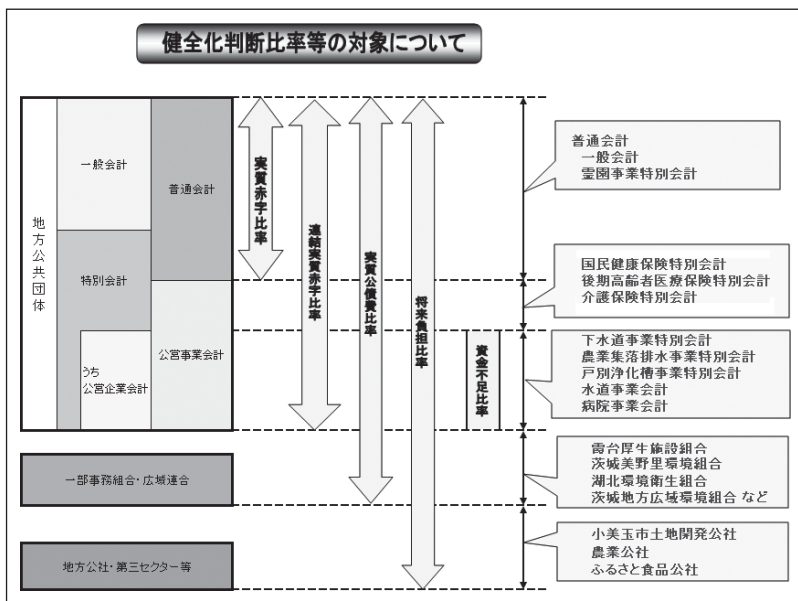 健全化判断比率等の対象について
地方公共団体
一般会計
特別会計
うち
公営企業会計
普通会計
公営事業会計
一部事務組合・広域連合
地方公社・第三セクター等
実質赤字比率
連結実質赤字比率
実質公債費比率
将来負担比率
資金不足比率
普通会計
一般会計
霊園事業特別会計
国民健康保険特別会計
後期高齢者医療保険特別会計
介護保険特別会計
下水道事業特別会計
農業集落排水事業特別会計
戸別浄化槽事業特別会計
水道事業会計
病院事業会計
霞台厚生施設組合
茨城美野里環境組合
湖北環境衛生組合
茨城地方広域環境組合 など
小美玉市土地開発公社
農業公社
ふるさと食品公社